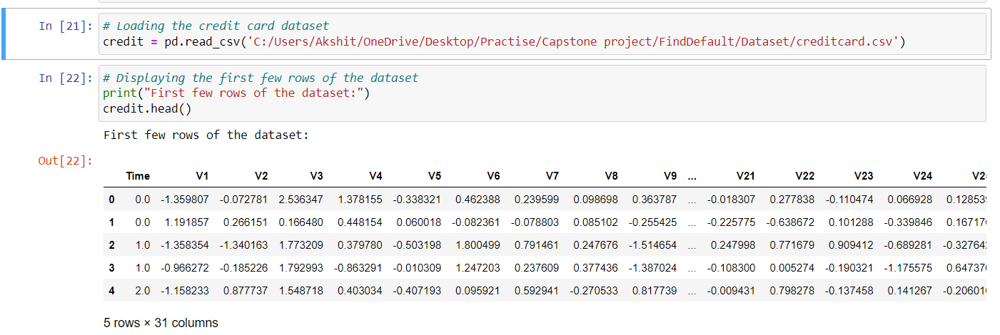 In [21]: # Loading the credit card dataset
credit = pd.read_csv('C:/Users/Akshit/OneDrive/Desktop/Practise/Capstone project/FindDefault/Dataset/creditcard.csv')
In [22]: # Displaying the first few rows of the dataset
print("First few rows of the dataset:")
credit.head()
First few rows of the dataset:
Out[22]:
Time V1 V2 V3 V4 V5 V6 V7 V8 V9 ... V21 V22 V23 V24
0 0.0 -1.359807 -0.072781 2.536347 1.378155 -0.338321 0.462388 0.239599 0.098698 0.363787 ... -0.018307 0.277838 -0.110474 0.066928 0.12853
1 0.0 1.191857 0.266151 0.166480 0.448154 0.060018 -0.082361 -0.078803 0.085102 -0.255425 ... -0.225775 -0.638672 0.101288 -0.339846 0.16717
2 1.0 -1.358354 -1.340163 1.773209 0.379780 -0.503198 1.800499 0.791461 0.247676 -1.514654 ... 0.247998 0.771679 0.909412 -0.689281 -0.32764
3 1.0 -0.966272 -0.185226 1.792993 -0.863291 -0.010309 1.247203 0.237609 0.377436 -1.387024 ... -0.108300 0.005274 -0.190321 -1.175575 0.64737
4 2.0 -1.158233 0.877737 1.548718 0.403034 -0.407193 0.095921 0.592941 -0.270533 0.817739 ... -0.009431 0.798278 -0.137458 0.141267 -0.20601
5 rows × 31 columns